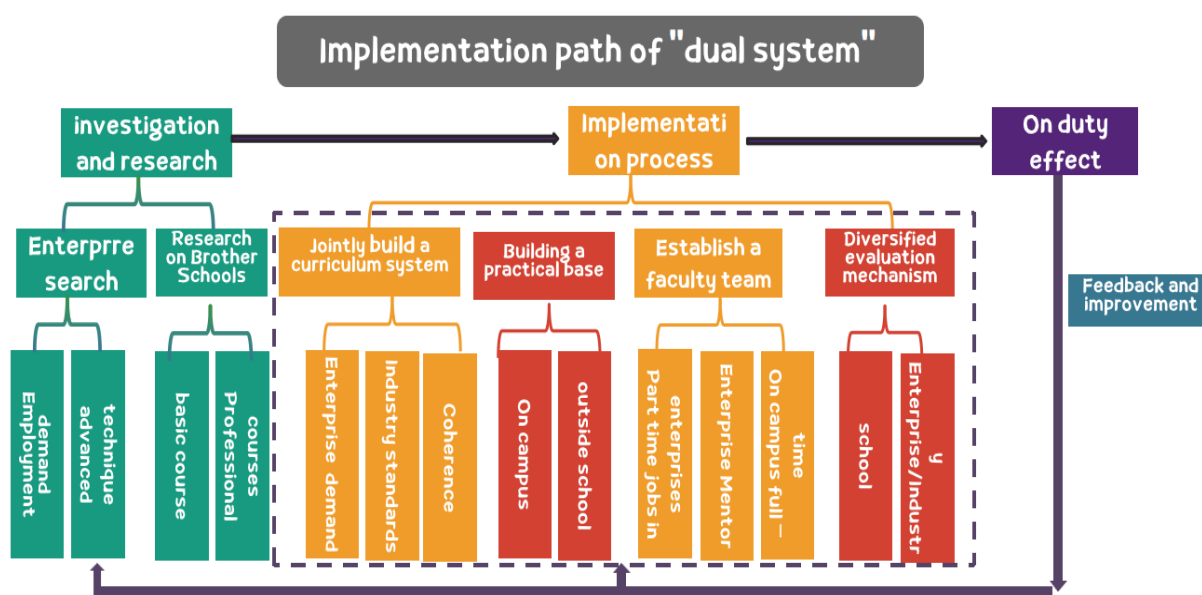 Implementation path of "dual system"
investigation
and research
Implementati
on process
On duty
effect
Enterprre
search
Research
on Brother
Schools
Jointly build a
curriculum system
Building a
practical base
Establish a
faculty team
Diversified
evaluation
mechanism
Feedback and
improvement
demand
Employment
technique
advanced
basic course
courses
Professional
Enterprise demand
Industry standards
Coherence
On campus
outside school
enterprises
Part time jobs in
Enterprise Mentor
time
On campus full —
school
y
Enterprise/Industr